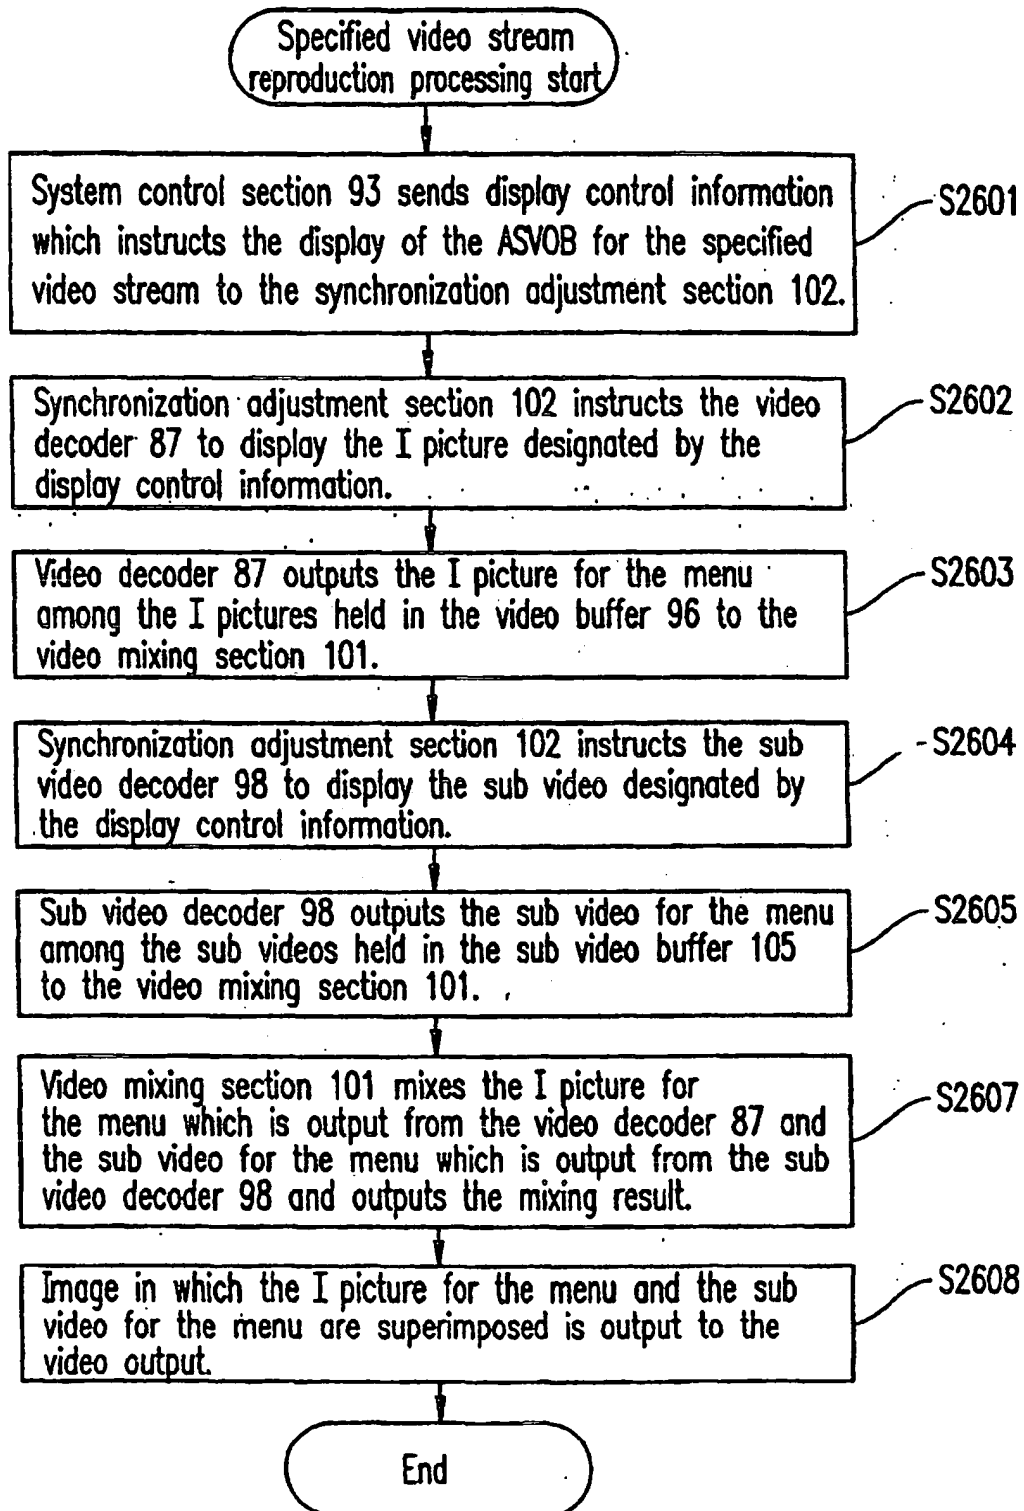 Specified video stream
reproduction processing start
System control section 93 sends display control information
which instructs the display of the ASVOB for the specified
video stream to the synchronization adjustment section 102.
S2601
Synchronization adjustment section 102 instructs the video
decoder 87 to display the I picture designated by the
display control information.
S2602
Video decoder 87 outputs the I picture for the menu
among the I pictures held in the video buffer 96 to the
video mixing section 101.
S2603
Synchronization adjustment section 102 instructs the sub
video decoder 98 to display the sub video designated by
the display control information.
S2604
Sub video decoder 98 outputs the sub video for the menu
among the sub videos held in the sub video buffer 105
to the video mixing section 101.
S2605
Video mixing section 101 mixes the I picture for
the menu which is output from the video decoder 87 and
the sub video for the menu which is output from the sub
video decoder 98 and outputs the mixing result.
S2607
Image in which the I picture for the menu and the sub
video for the menu are superimposed is output to the
video output.
S2608
End